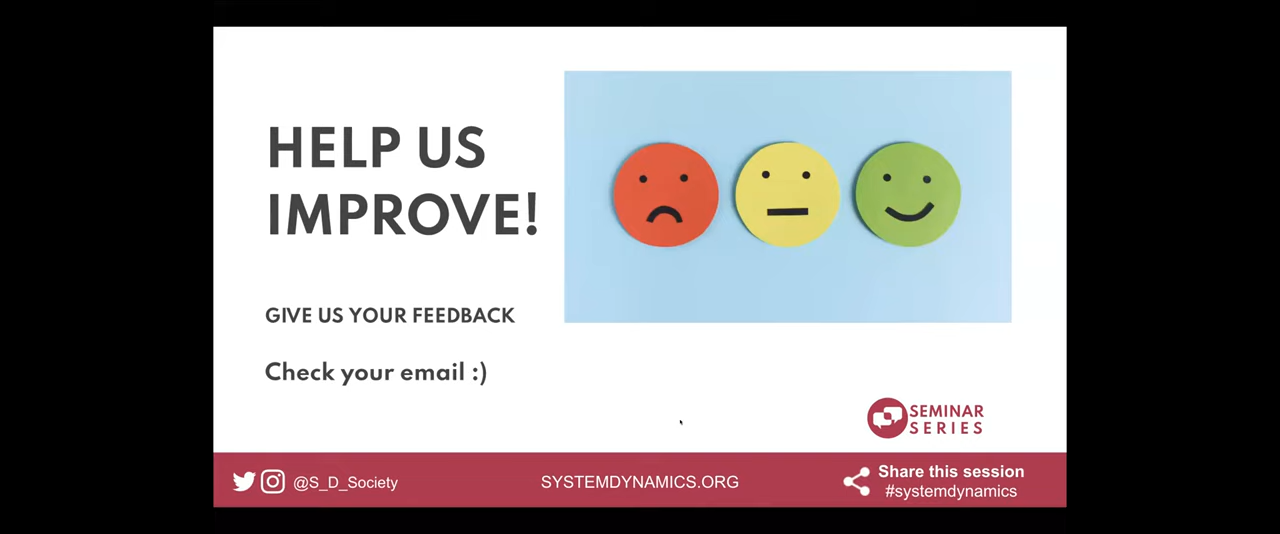 HELP US
IMPROVE!
GIVE US YOUR FEEDBACK
Check your email :)
SEMINAR
SERIES
@S_D_Society
SYSTEMDYNAMICS.ORG
Share this session
#systemdynamics